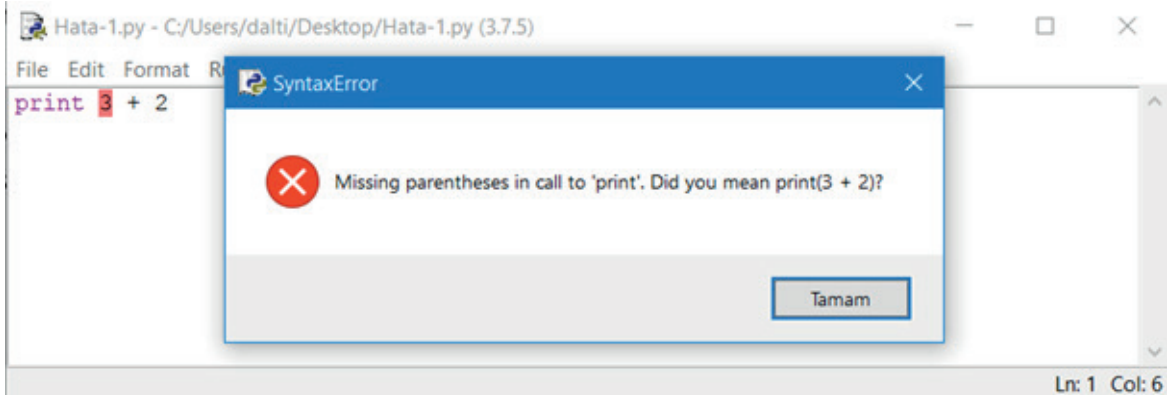 Hata-1.py - C:/Users/dalti/Desktop/Hata-1.py (3.7.5)
File Edit Format
print 3 + 2
SyntaxError
Missing parentheses in call to 'print'. Did you mean print(3 + 2)?
Tamam
Ln: 1 Col: 6